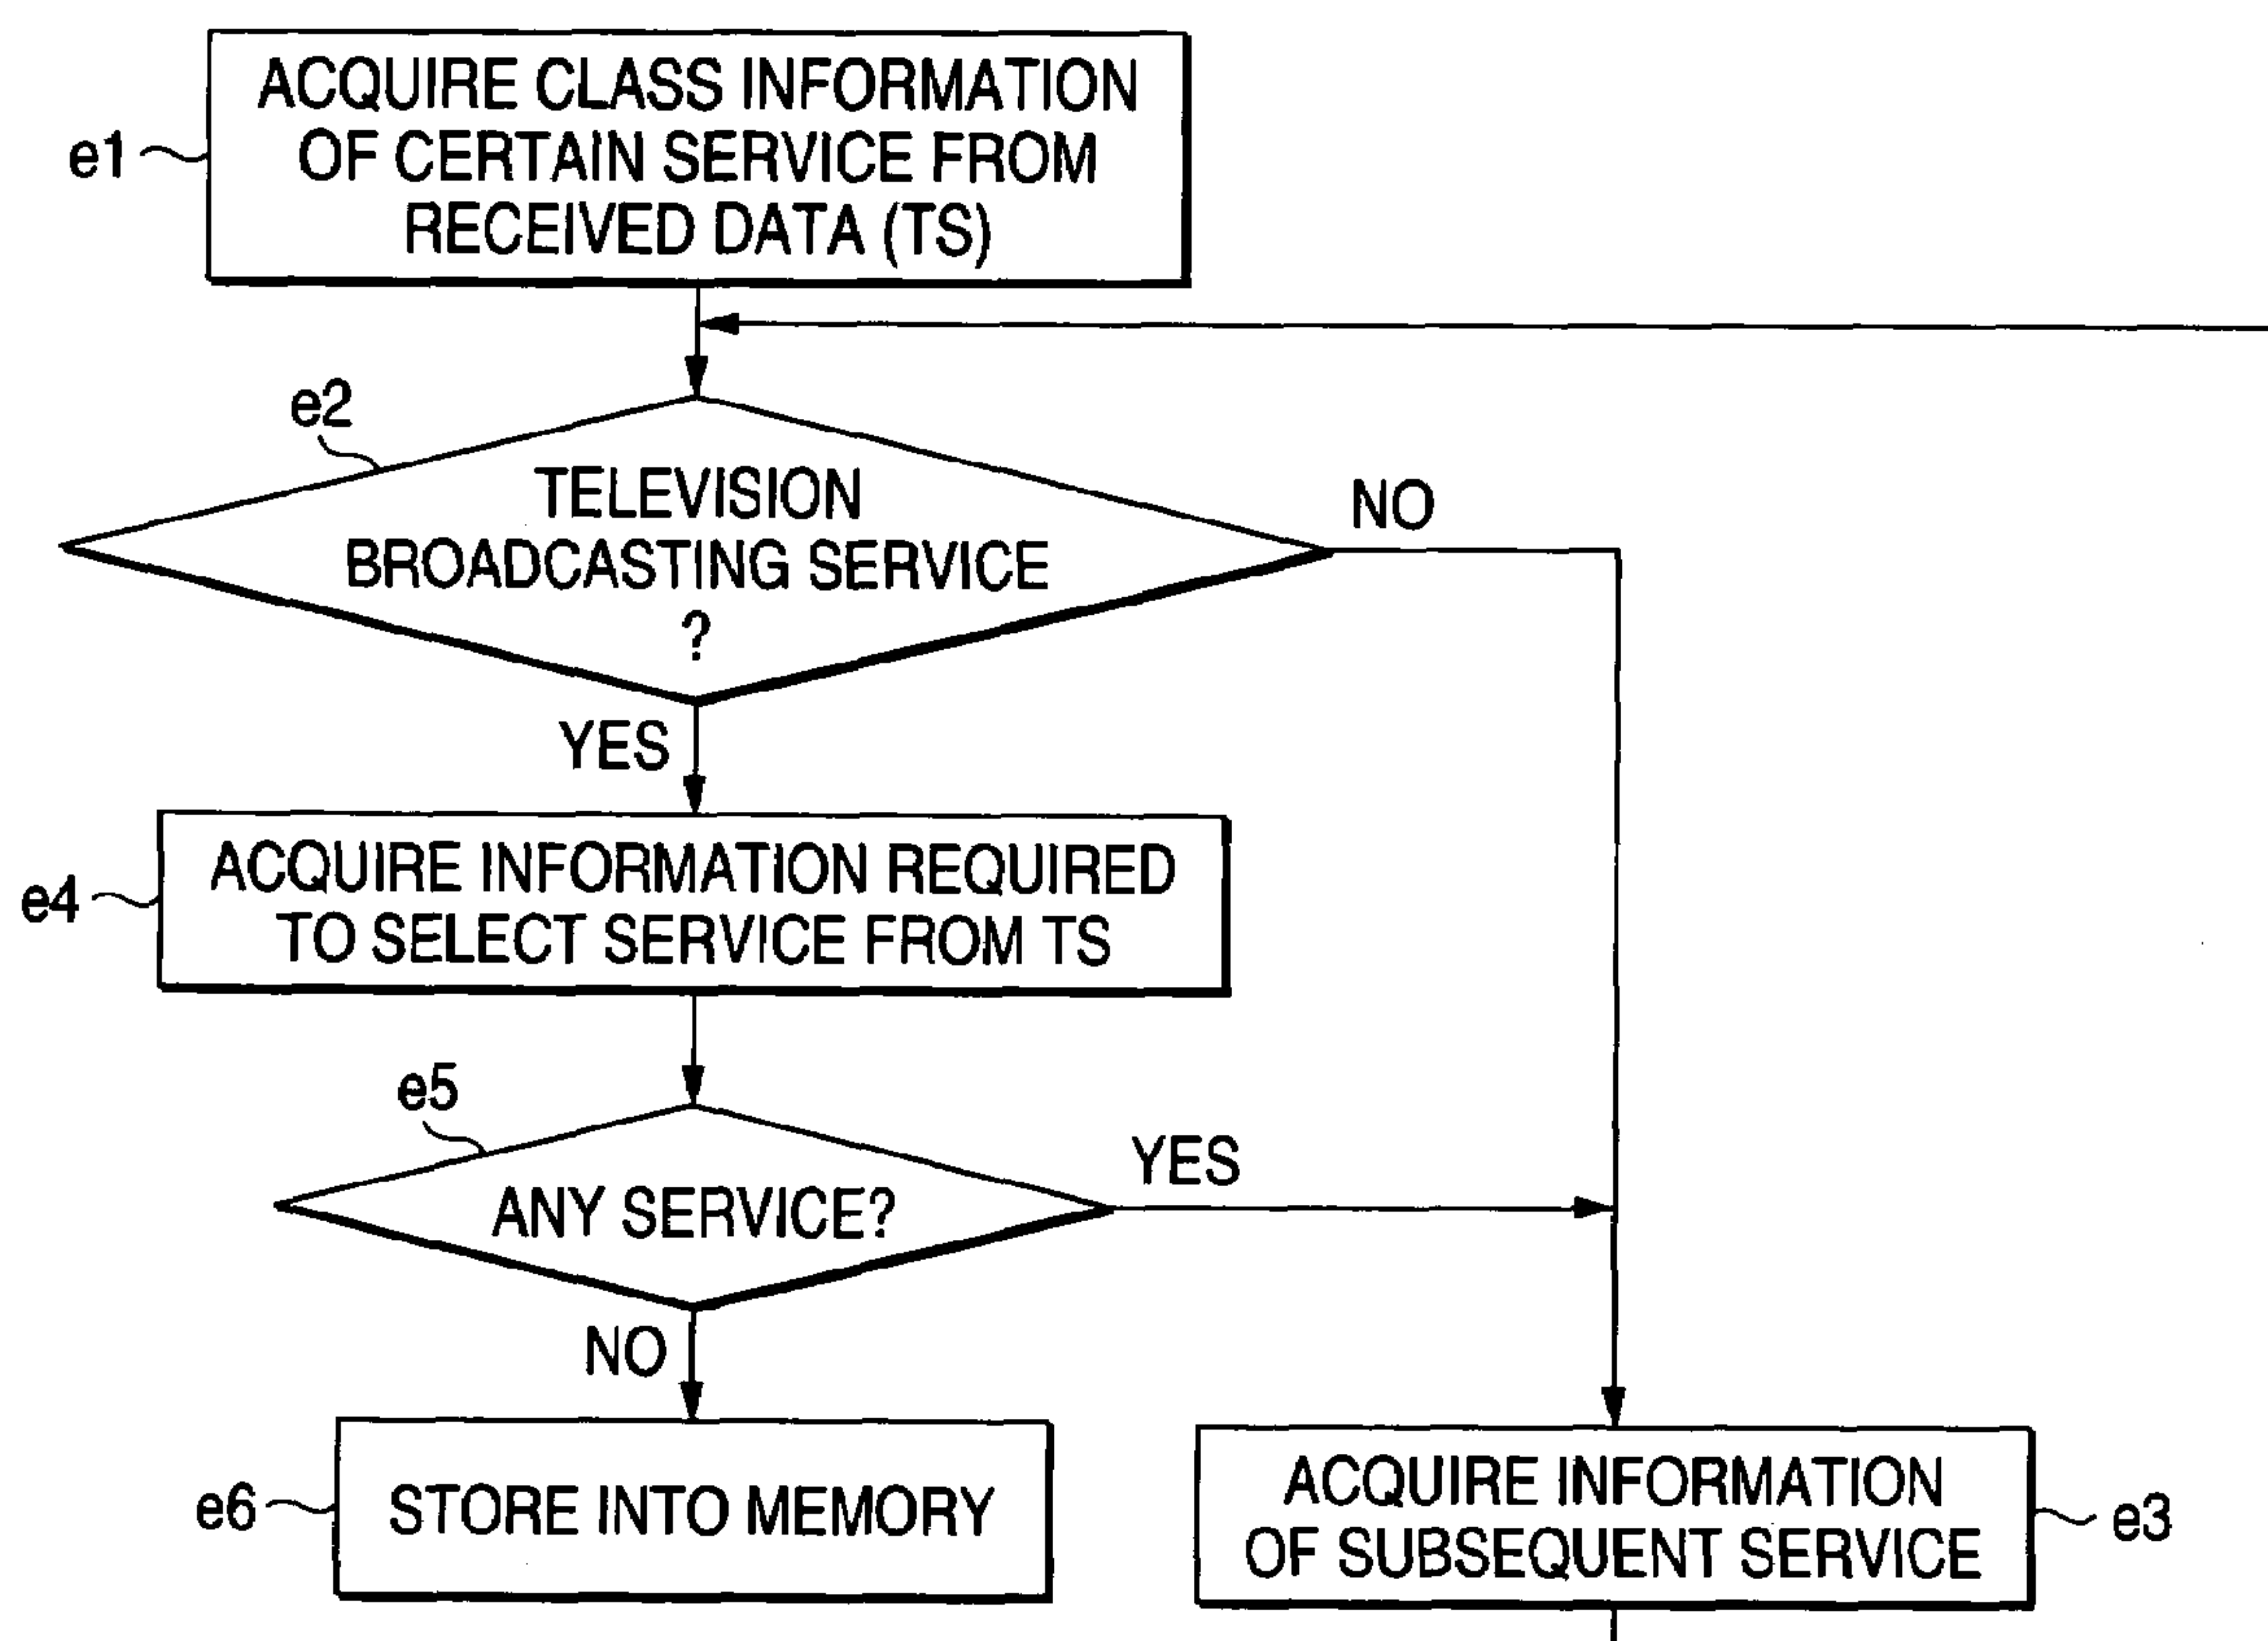 ACQUIRE CLASS INFORMATION
OF CERTAIN SERVICE FROM
RECEIVED DATA (TS)
e1
e2
TELEVISION
BROADCASTING SERVICE
?
NO
YES
ACQUIRE INFORMATION REQUIRED
TO SELECT SERVICE FROM TS
e4
e5
ANY SERVICE?
YES
NO
STORE INTO MEMORY
e6
ACQUIRE INFORMATION
OF SUBSEQUENT SERVICE
e3